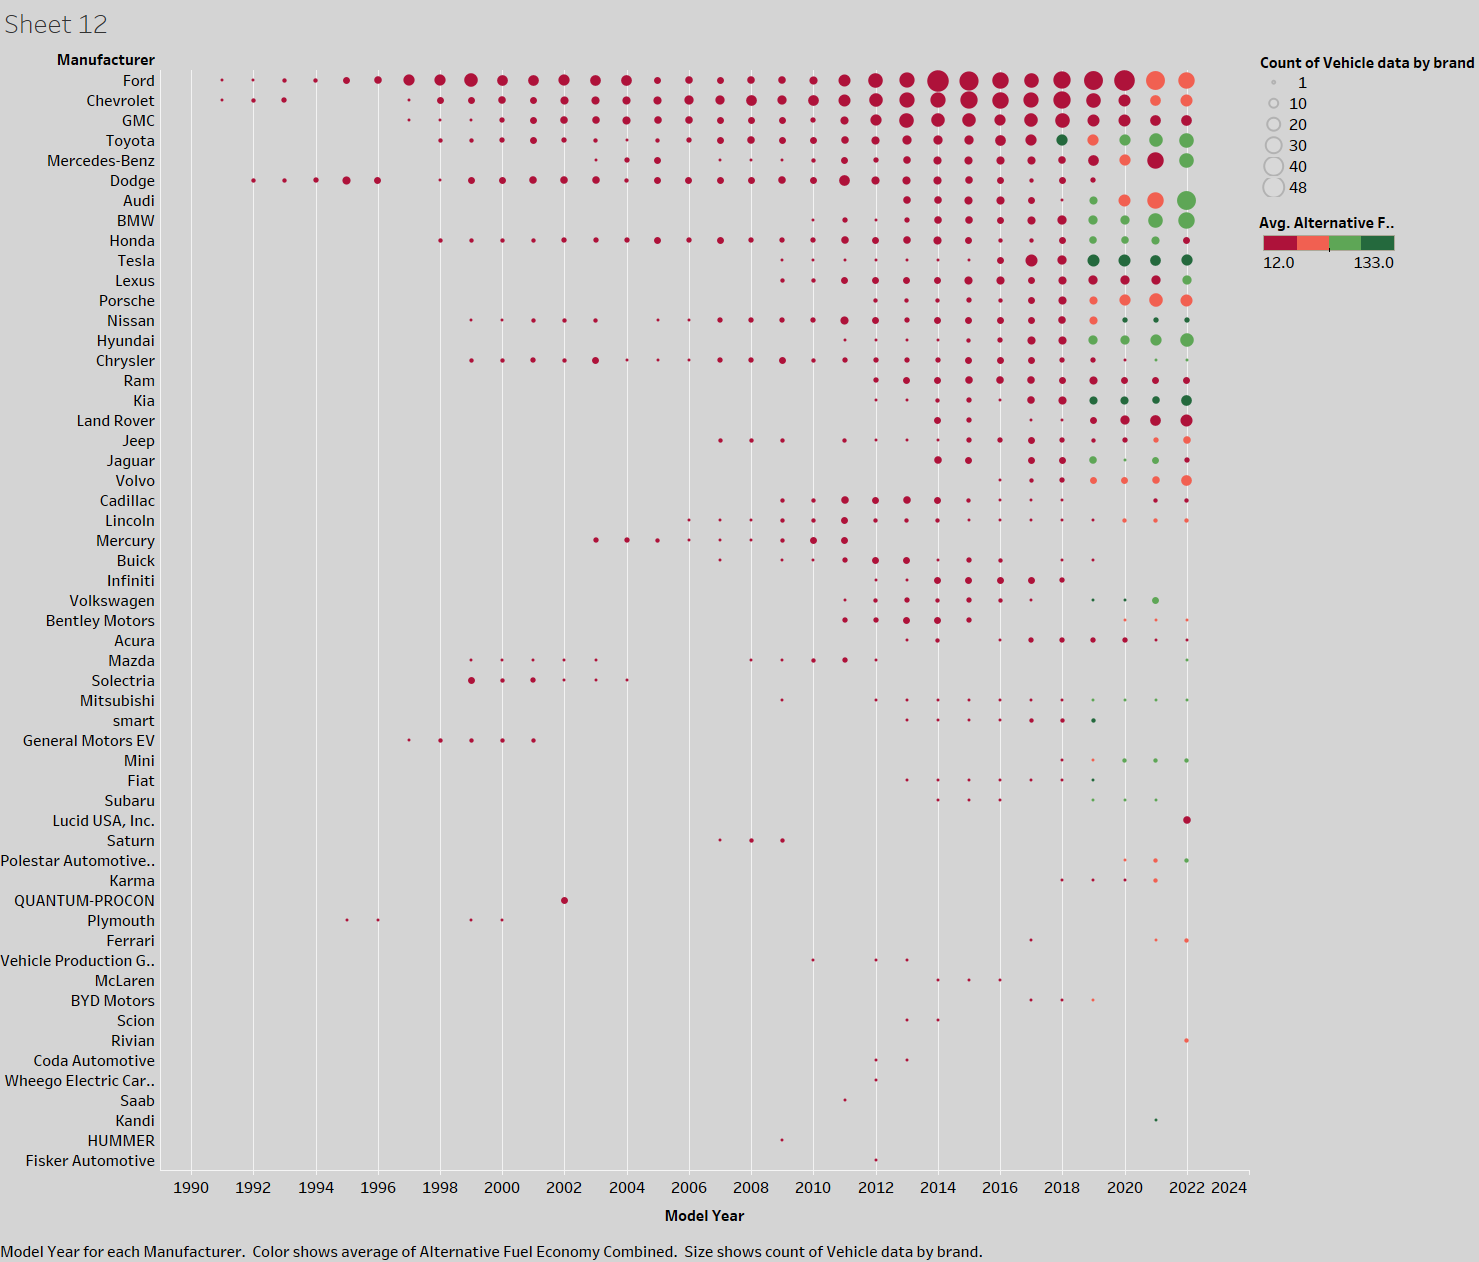 Sheet 12
Manufacturer
Ford
Chevrolet
GMC
Toyota
Mercedes-Benz
Dodge
Audi
BMW
Honda
Tesla
Lexus
Porsche
Nissan
Hyundai
Chrysler
Ram
Kia
Land Rover
Jeep
Jaguar
Volvo
Cadillac
Lincoln
Mercury
Buick
Infiniti
Volkswagen
Bentley Motors
Acura
Mazda
Solectria
Mitsubishi
smart
General Motors EV
Mini
Fiat
Subaru
Lucid USA, Inc.
Saturn
Polestar Automotive..
Karma
QUANTUM-PROCON
Plymouth
Ferrari
Vehicle Production G..
McLaren
BYD Motors
Scion
Rivian
Coda Automotive
Wheego Electric Car..
Saab
Kandi
HUMMER
Fisker Automotive
1990 1992 1994 1996 1998 2000 2002 2004 2006 2008 2010 2012 2014 2016 2018 2020 2022 2024
Model Year
Count of Vehicle data by brand
1
10
20
30
40
48
Avg. Alternative F..
12.0 133.0
Model Year for each Manufacturer. Color shows average of Alternative Fuel Economy Combined. Size shows count of Vehicle data by brand.